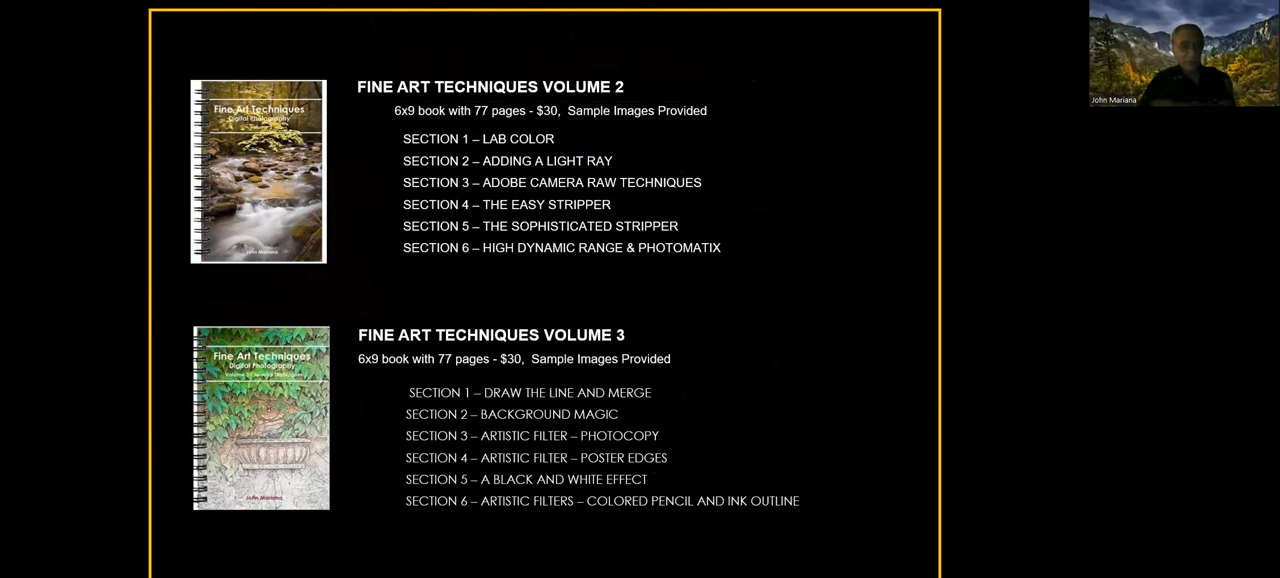 FINE ART TECHNIQUES VOLUME 2
6x9 book with 77 pages - $30, Sample Images Provided
SECTION 1 – LAB COLOR
SECTION 2 – ADDING A LIGHT RAY
SECTION 3 – ADOBE CAMERA RAW TECHNIQUES
SECTION 4 – THE EASY STRIPPER
SECTION 5 – THE SOPHISTICATED STRIPPER
SECTION 6 – HIGH DYNAMIC RANGE & PHOTOMATIX
Fine Art Techniques
Digital Photography
John Mariana
FINE ART TECHNIQUES VOLUME 3
6x9 book with 77 pages - $30, Sample Images Provided
SECTION 1 – DRAW THE LINE AND MERGE
SECTION 2 – BACKGROUND MAGIC
SECTION 3 – ARTISTIC FILTER – PHOTOCOPY
SECTION 4 – ARTISTIC FILTER – POSTER EDGES
SECTION 5 – A BLACK AND WHITE EFFECT
SECTION 6 – ARTISTIC FILTERS – COLORED PENCIL AND INK OUTLINE
Fine Art Techniques
Digital Photography
John Mariana
John Mariana